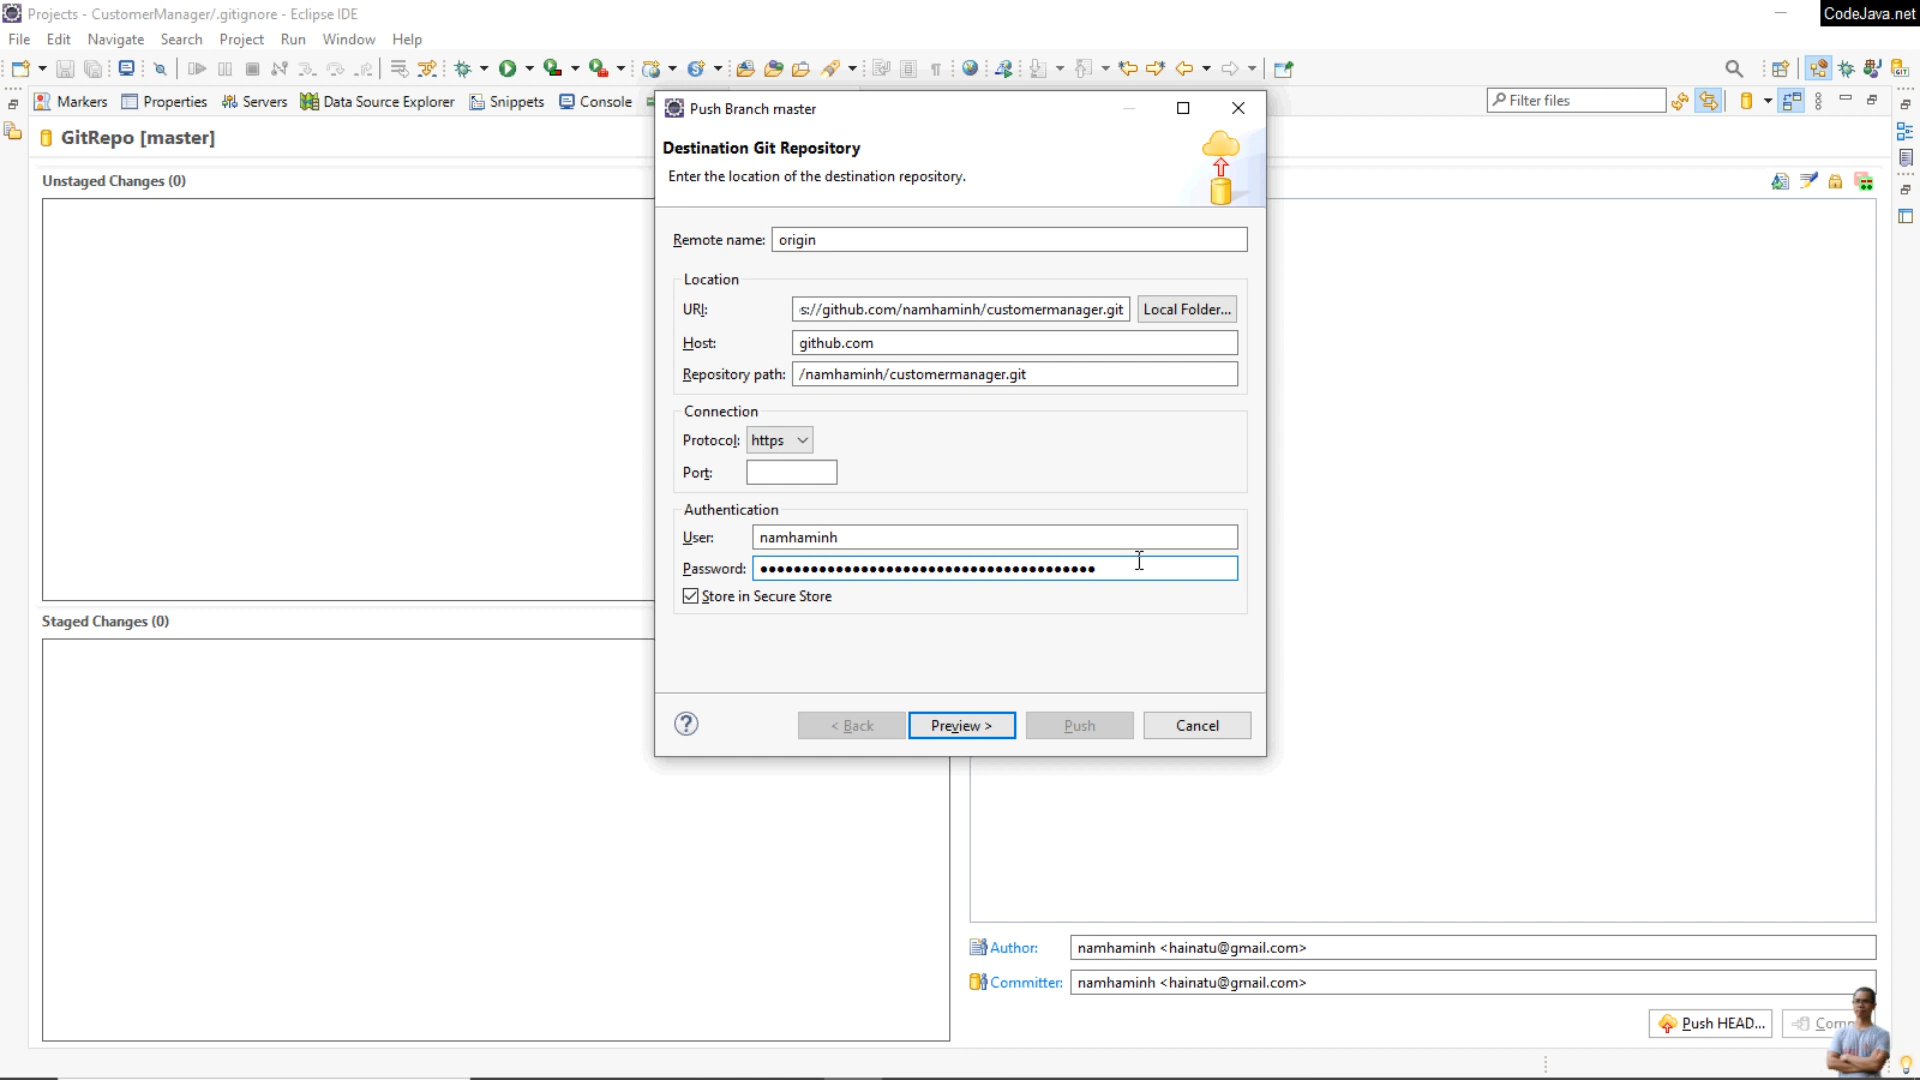 Projects - CustomerManager/.gitignore - Eclipse IDE
CodeJava.net
File Edit Navigate Search Project Run Window Help
GIT
Markers Properties Servers Data Source Explorer Snippets Console
Filter files
GitRepo [master]
Unstaged Changes (0)
Staged Changes (0)
Push Branch master
Destination Git Repository
Enter the location of the destination repository.
Remote name: origin
Location
URI: s://github.com/namhaminh/customermanager.git Local Folder...
Host: github.com
Repository path: /namhaminh/customermanager.git
Connection
Protocol: https
Port:
Authentication
User: namhaminh
Password: ••••••••••••••••••••••••••••••••••••••••
Store in Secure Store
? < Back Preview > Push Cancel
Author: namhaminh <hainatu@gmail.com>
Committer: namhaminh <hainatu@gmail.com>
Push HEAD...